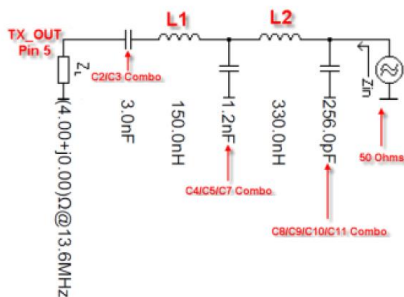 TX_OUT
Pin 5
L1
L2
ZL
C2/C3 Combo
Zin
3.0nF
150.0nH
1.2nF
330.0nH
256.0pF
50 Ohms
C4/C5/C7 Combo
C8/C9/C10/C11 Combo
(4.00+j0.00)Ω@13.6MHz